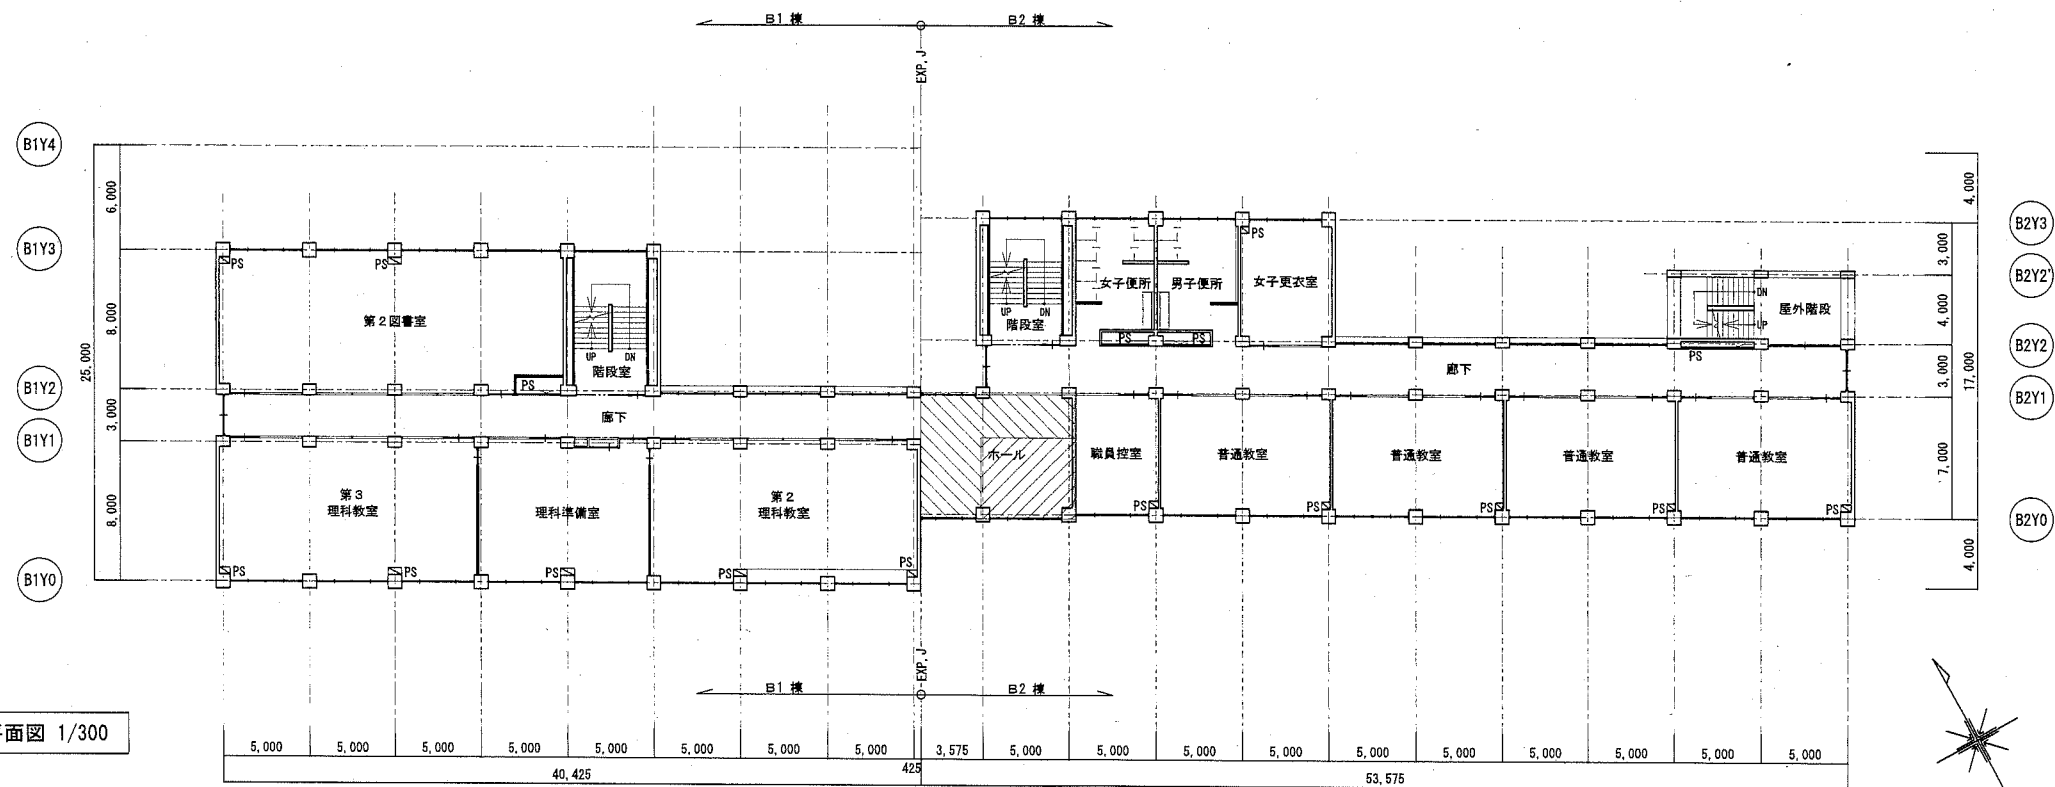 B1 棟
B2 棟
EXP.J
B1Y4
B1Y3
B1Y2
B1Y1
B1Y0
6,000
8,000
3,000
8,000
25,000
PS
PS
第2図書室
PS
UP
DN
階段室
廊下
第3
理科教室
理科準備室
第2
理科教室
PS
PS
PS
PS
PS
UP
DN
階段室
女子便所
男子便所
PS
PS
PS
女子更衣室
DN
UP
屋外階段
PS
廊下
ホール
職員控室
普通教室
普通教室
普通教室
普通教室
PS
PS
PS
PS
PS
4,000
3,000
4,000
3,000
7,000
4,000
17,000
B2Y3
B2Y2'
B2Y2
B2Y1
B2Y0
EXP.J
B1 棟
B2 棟
面図 1/300
5,000
5,000
5,000
5,000
5,000
5,000
5,000
5,000
425
3,575
5,000
5,000
5,000
5,000
5,000
5,000
5,000
5,000
5,000
5,000
40,425
53,575